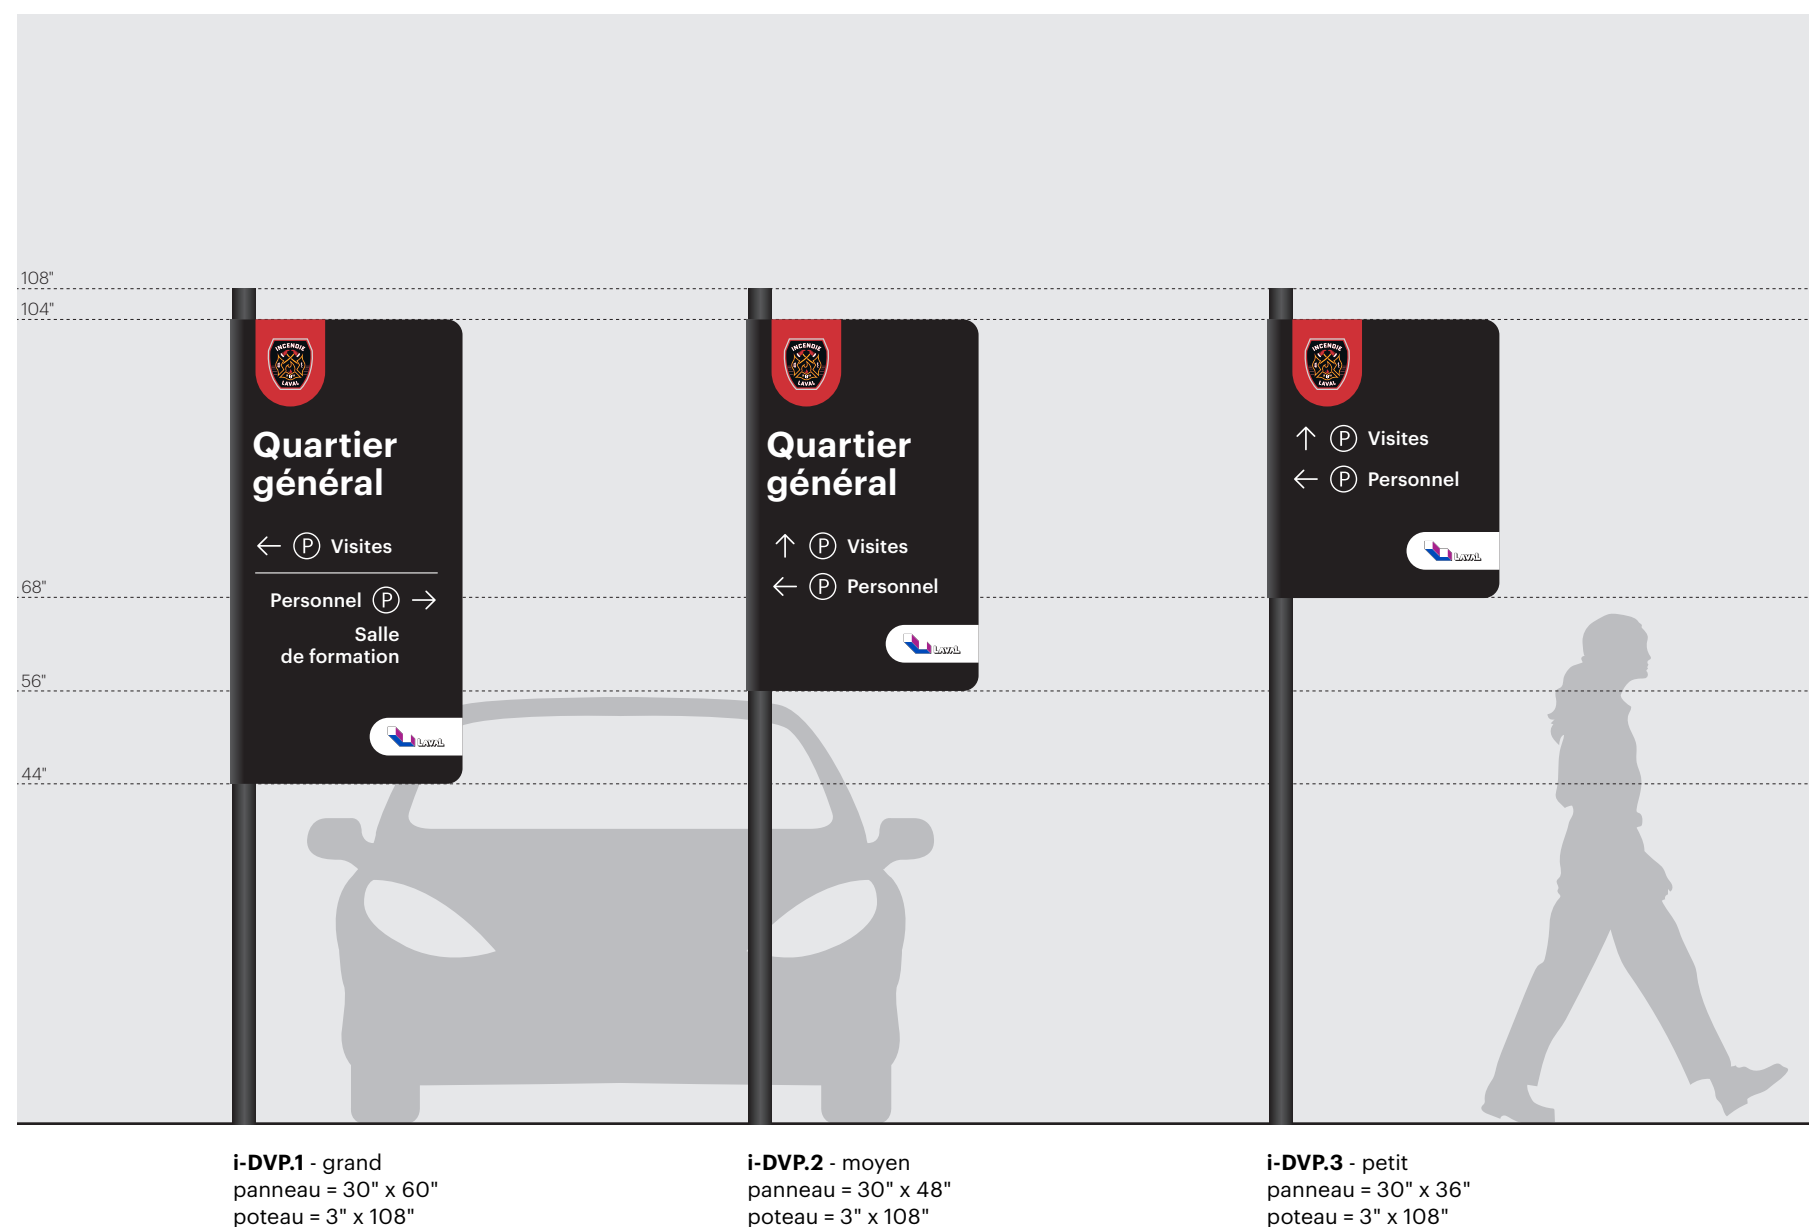 108"
104"
68"
56"
44"
INCENDIE
LAVAL
Quartier
général
← P Visites
Personnel P →
Salle
de formation
LAVAL
INCENDIE
LAVAL
Quartier
général
↑ P Visites
← P Personnel
LAVAL
INCENDIE
LAVAL
↑ P Visites
← P Personnel
LAVAL
i-DVP.1 - grand
panneau = 30" x 60"
poteau = 3" x 108"
i-DVP.2 - moyen
panneau = 30" x 48"
poteau = 3" x 108"
i-DVP.3 - petit
panneau = 30" x 36"
poteau = 3" x 108"